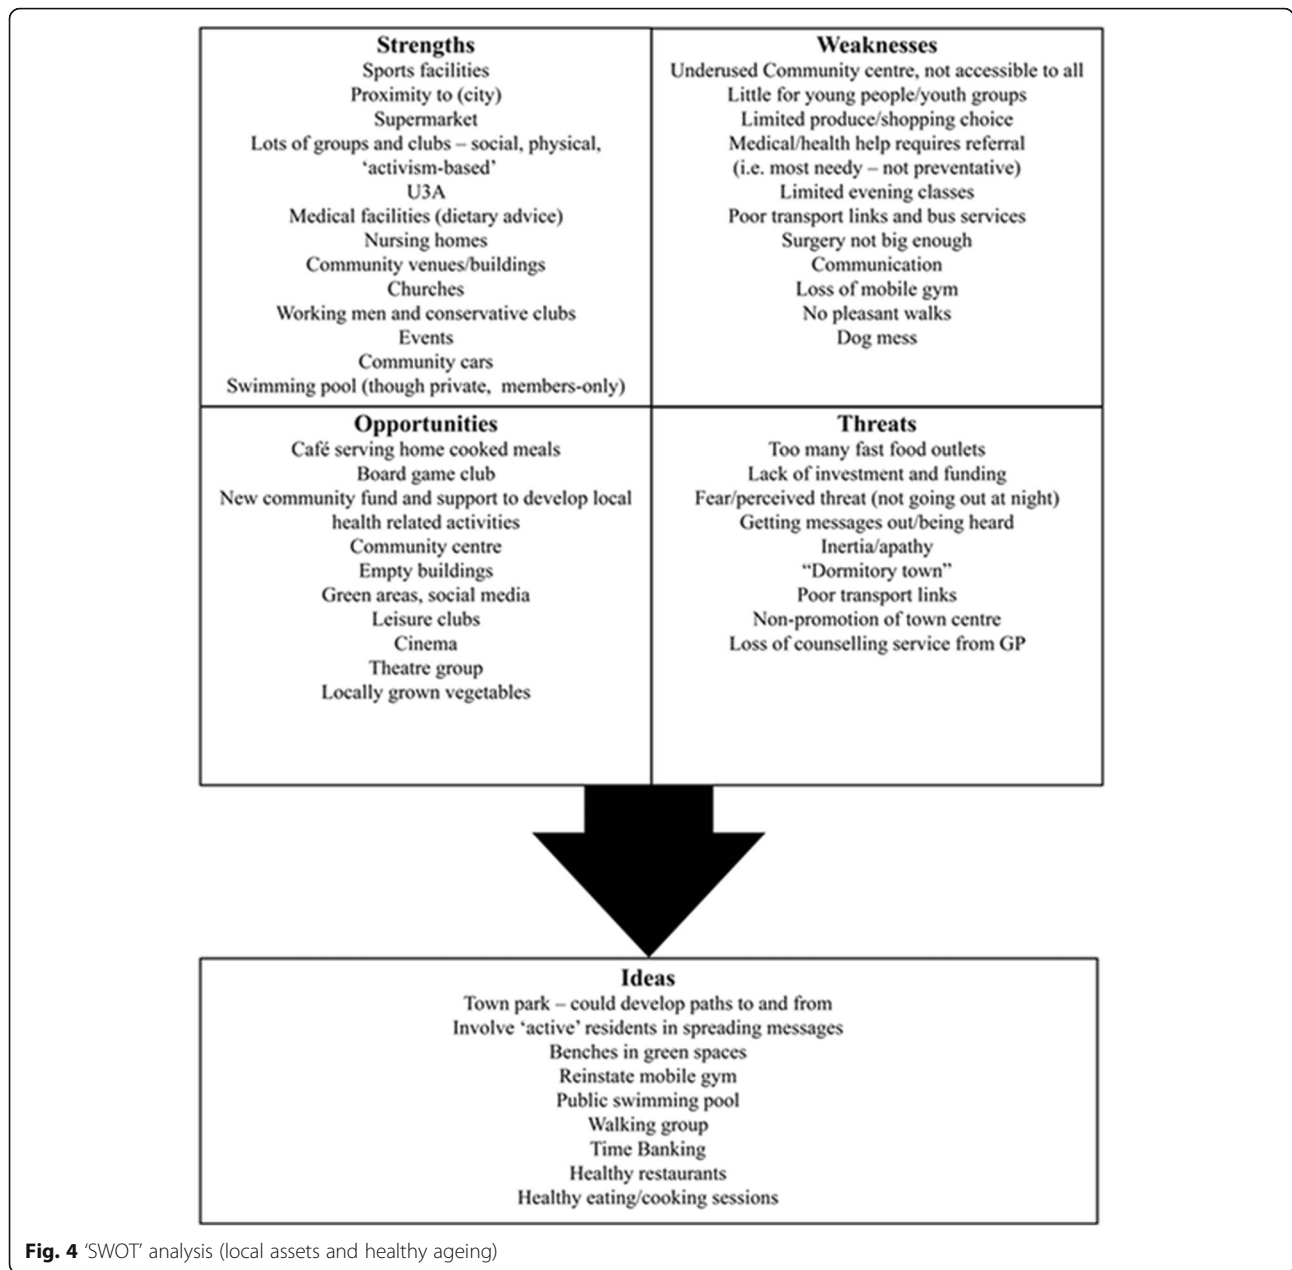 Strengths
Sports facilities
Proximity to (city)
Supermarket
Lots of groups and clubs – social, physical,
‘activism-based’
U3A
Medical facilities (dietary advice)
Nursing homes
Community venues/buildings
Churches
Working men and conservative clubs
Events
Community cars
Swimming pool (though private, members-only)
Weaknesses
Underused Community centre, not accessible to all
Little for young people/youth groups
Limited produce/shopping choice
Medical/health help requires referral
(i.e. most needy – not preventative)
Limited evening classes
Poor transport links and bus services
Surgery not big enough
Communication
Loss of mobile gym
No pleasant walks
Dog mess
Opportunities
Café serving home cooked meals
Board game club
New community fund and support to develop local
health related activities
Community centre
Empty buildings
Green areas, social media
Leisure clubs
Cinema
Theatre group
Locally grown vegetables
Threats
Too many fast food outlets
Lack of investment and funding
Fear/perceived threat (not going out at night)
Getting messages out/being heard
Inertia/apathy
“Dormitory town”
Poor transport links
Non-promotion of town centre
Loss of counselling service from GP
Ideas
Town park – could develop paths to and from
Involve ‘active’ residents in spreading messages
Benches in green spaces
Reinstate mobile gym
Public swimming pool
Walking group
Time Banking
Healthy restaurants
Healthy eating/cooking sessions
Fig. 4 ‘SWOT’ analysis (local assets and healthy ageing)